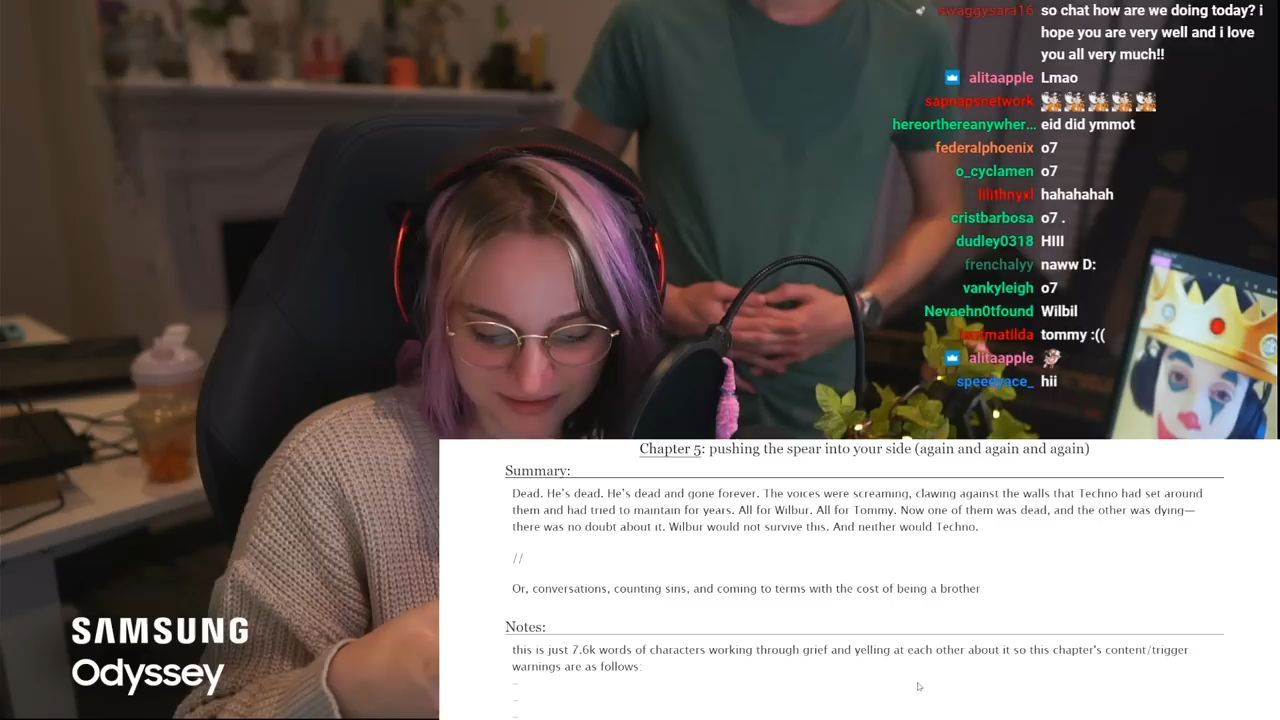 swaggysara16 so chat how are we doing today? i
hope you are very well and i love
you all very much!!
alitaapple Lmao
sapnapsnetwork
hereorthereanywher... eid did ymmot
federalphoenix o7
o_cyclamen o7
lilithnyxl hahahahah
cristbarbosa o7 .
dudley0318 HIII
frenchalyy naww D:
vankyleigh o7
Nevaehn0tfound Wilbil
tommy :((
alitaapple
speedyace_ hii
Chapter 5: pushing the spear into your side (again and again and again)
Summary:
Dead. He's dead. He's dead and gone forever. The voices were screaming, clawing against the walls that Techno had set around
them and had tried to maintain for years. All for Wilbur. All for Tommy. Now one of them was dead, and the other was dying—
there was no doubt about it. Wilbur would not survive this. And neither would Techno.
//
Or, conversations, counting sins, and coming to terms with the cost of being a brother
Notes:
this is just 7.6k words of characters working through grief and yelling at each other about it so this chapter's content/trigger
warnings are as follows:
–
–
–
SAMSUNG
Odyssey